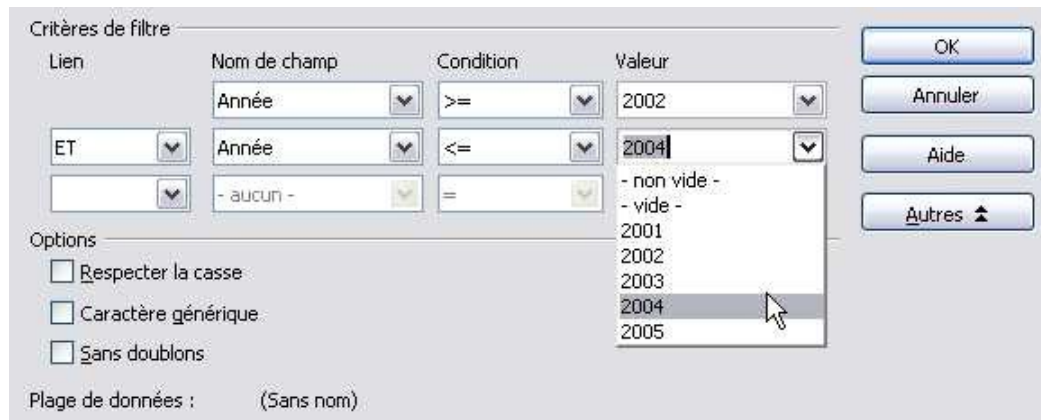 Critères de filtre
Lien Nom de champ Condition Valeur
OK
Année >= 2002
Annuler
ET Année <= 2004
Aide
- aucun - =
- non vide -
- vide -
2001
2002
2003
2004
2005
Autres
Options
Respecter la casse
Caractère générique
Sans doublons
Plage de données : (Sans nom)